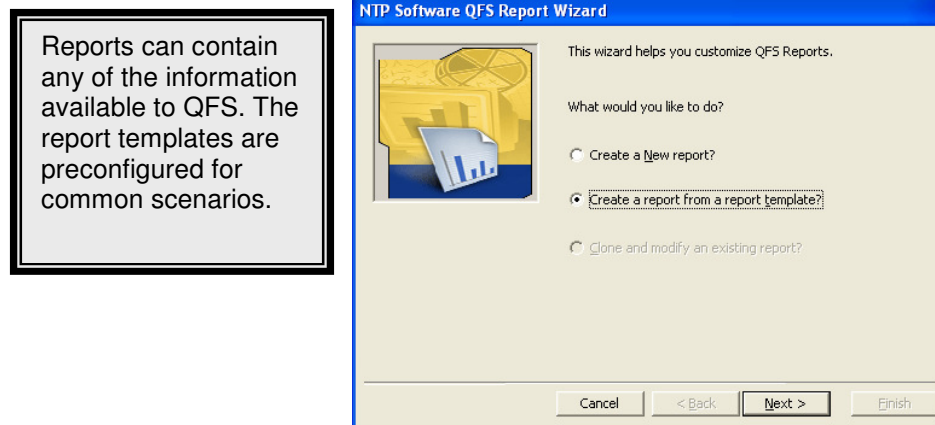 Reports can contain
any of the information
available to QFS. The
report templates are
preconfigured for
common scenarios.
NTP Software QFS Report Wizard
This wizard helps you customize QFS Reports.
What would you like to do?
Create a New report?
Create a report from a report template?
Clone and modify an existing report?
Cancel
< Back
Next >
Finish